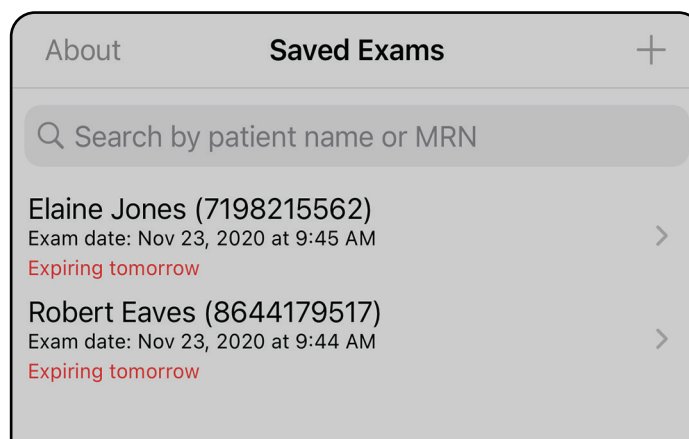 About Saved Exams +
Search by patient name or MRN
Elaine Jones (7198215562)
Exam date: Nov 23, 2020 at 9:45 AM
Expiring tomorrow
Robert Eaves (8644179517)
Exam date: Nov 23, 2020 at 9:44 AM
Expiring tomorrow